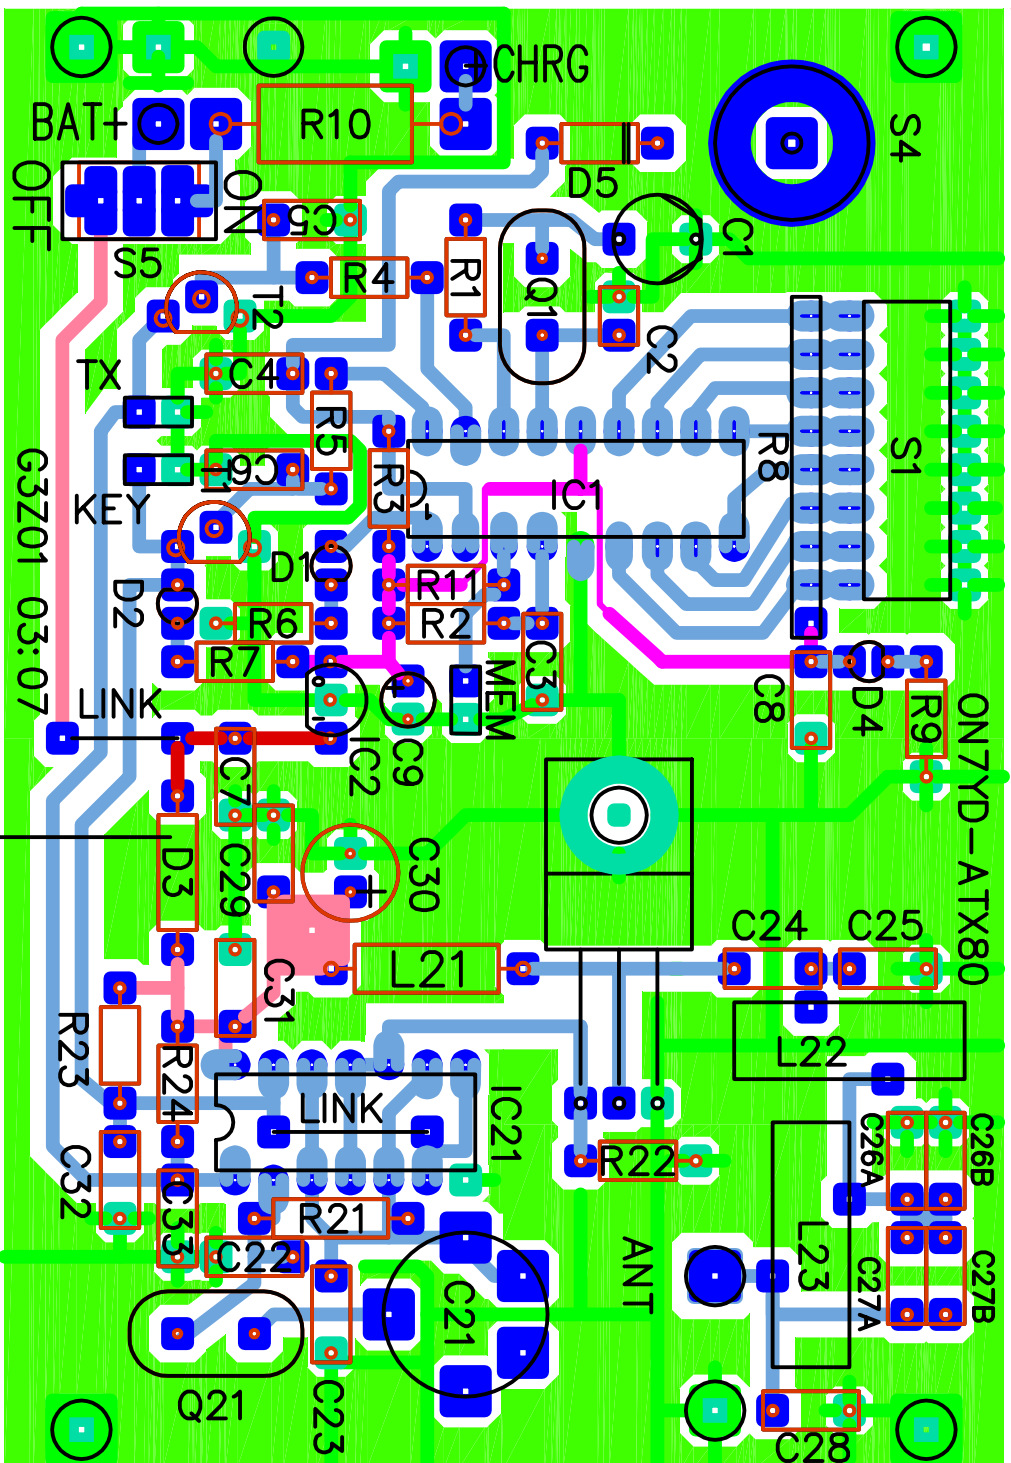 +CHRG
BAT+
R10
S4
OFF
ON
D5
C5
C1
S5
R4
R1
Q1
T2
C2
TX
C4
R5
R8
S1
C6
T1
R3
IC1
KEY
G3Z01 03:07
D1
D2
R11
R6
R2
R7
C3
MEM
+
LINK
C8
D4
R9
IC2
C9
C7
ON7YD-ATX80
D3
C29
C30
+
C24
C25
L21
C31
R23
R24
L22
LINK
IC21
C26A
C26B
R22
C32
C33
R21
C22
ANT
L23
C21
C27A
C27B
Q21
C23
C28